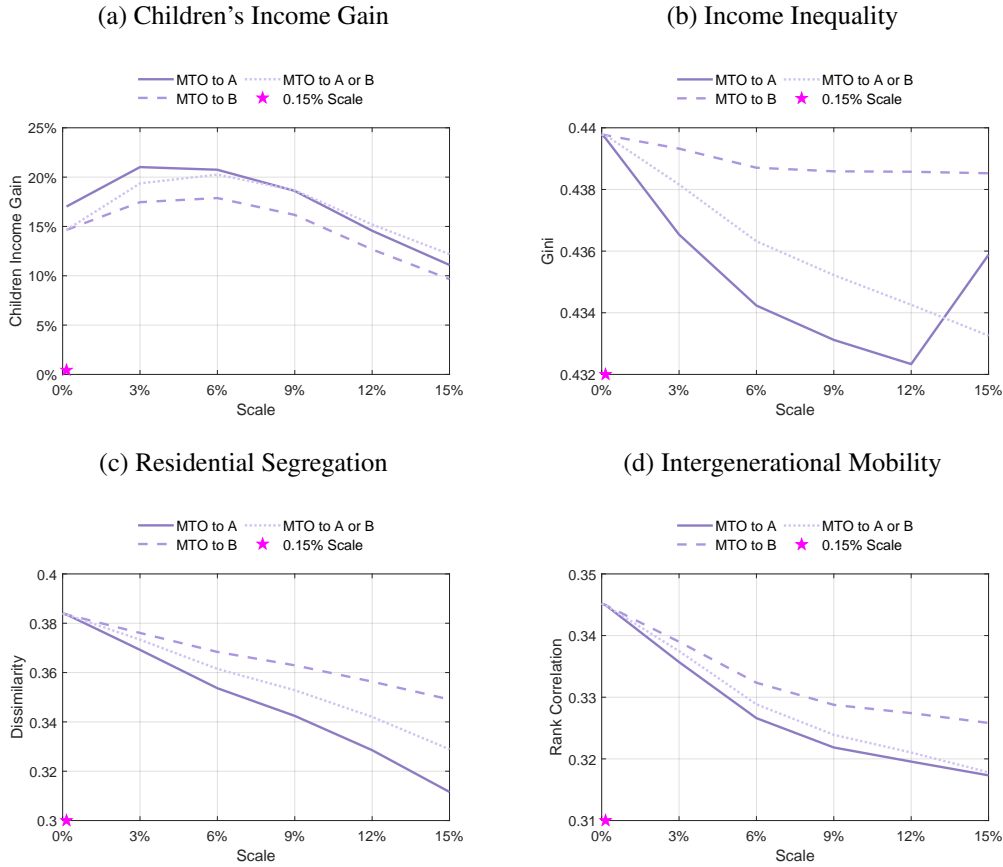 (a) Children's Income Gain
MTO to A MTO to A or B
MTO to B 0.15% Scale
25%
20%
15%
10%
5%
0%
Children Income Gain
0% 3% 6% 9% 12% 15%
Scale
(b) Income Inequality
MTO to A MTO to A or B
MTO to B 0.15% Scale
0.44
0.438
0.436
0.434
0.432
Gini
0% 3% 6% 9% 12% 15%
Scale
(c) Residential Segregation
MTO to A MTO to A or B
MTO to B 0.15% Scale
0.4
0.38
0.36
0.34
0.32
0.3
Dissimilarity
0% 3% 6% 9% 12% 15%
Scale
(d) Intergenerational Mobility
MTO to A MTO to A or B
MTO to B 0.15% Scale
0.35
0.34
0.33
0.32
0.31
Rank Correlation
0% 3% 6% 9% 12% 15%
Scale